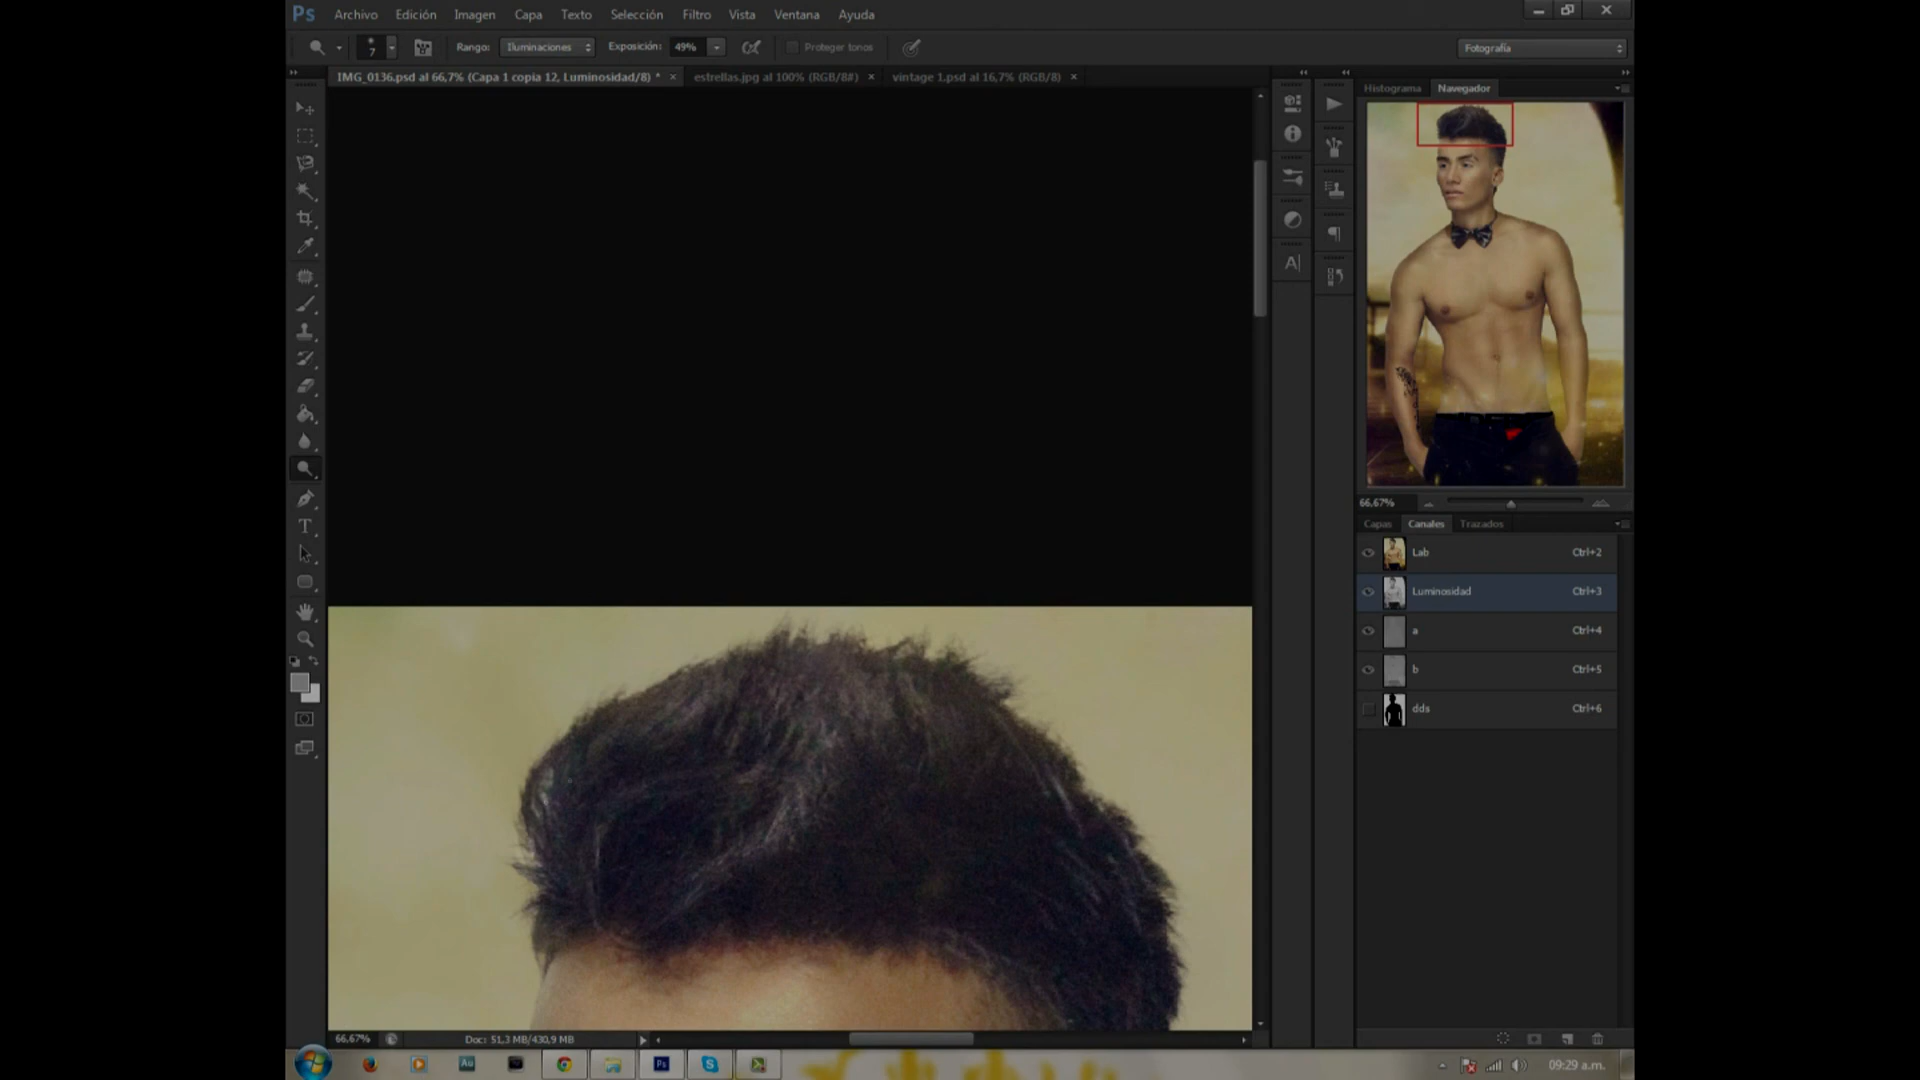 Ps Archivo Edición Imagen Capa Texto Selección Filtro Vista Ventana Ayuda
7 Rango: Iluminaciones Exposición: 49% Proteger tonos Fotografía
IMG_0136.psd al 66,7% (Capa 1 copia 12, Luminosidad/8) * × estrellas.jpg al 100% (RGB/8#) × vintage 1.psd al 16,7% (RGB/8) ×
Histograma Navegador
66,67%
Capas Canales Trazados
Lab Ctrl+2
Luminosidad Ctrl+3
a Ctrl+4
b Ctrl+5
dds Ctrl+6
66,67% Doc: 51,3 MB/430,9 MB
Au Ps S 09:29 a.m.